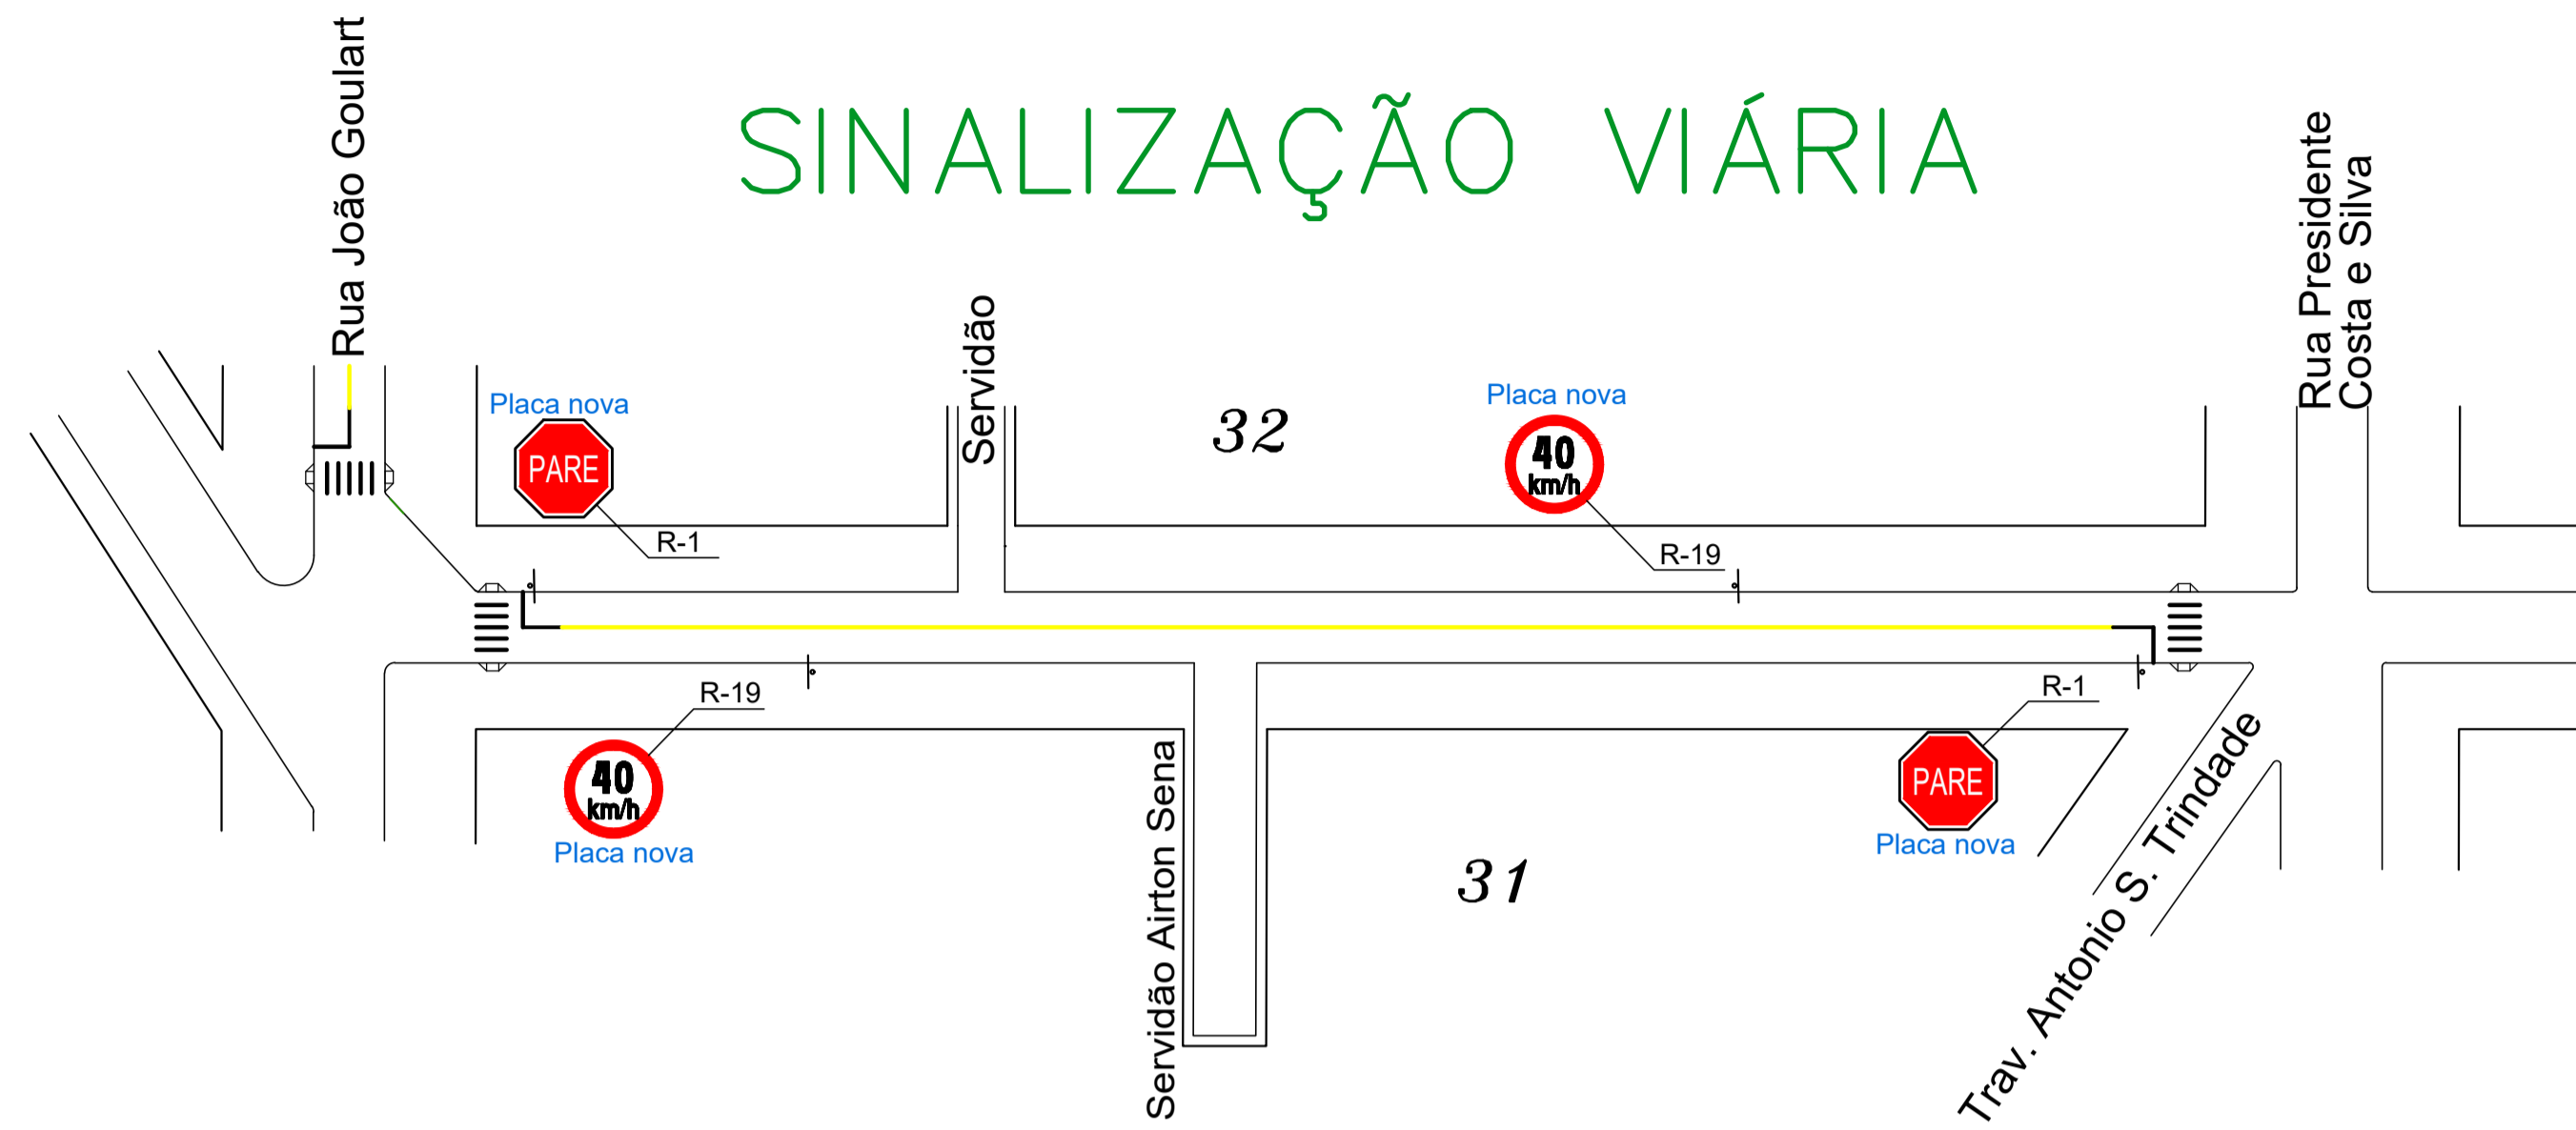 SINALIZAÇÃO VIÁRIA
Rua João Goulart
Servidão
Rua Presidente
Costa e Silva
Placa nova
PARE
R-1
32
Placa nova
40
km/h
R-19
R-19
40
km/h
Placa nova
Servidão Airton Sena
31
R-1
PARE
Placa nova
Trav. Antonio S. Trindade